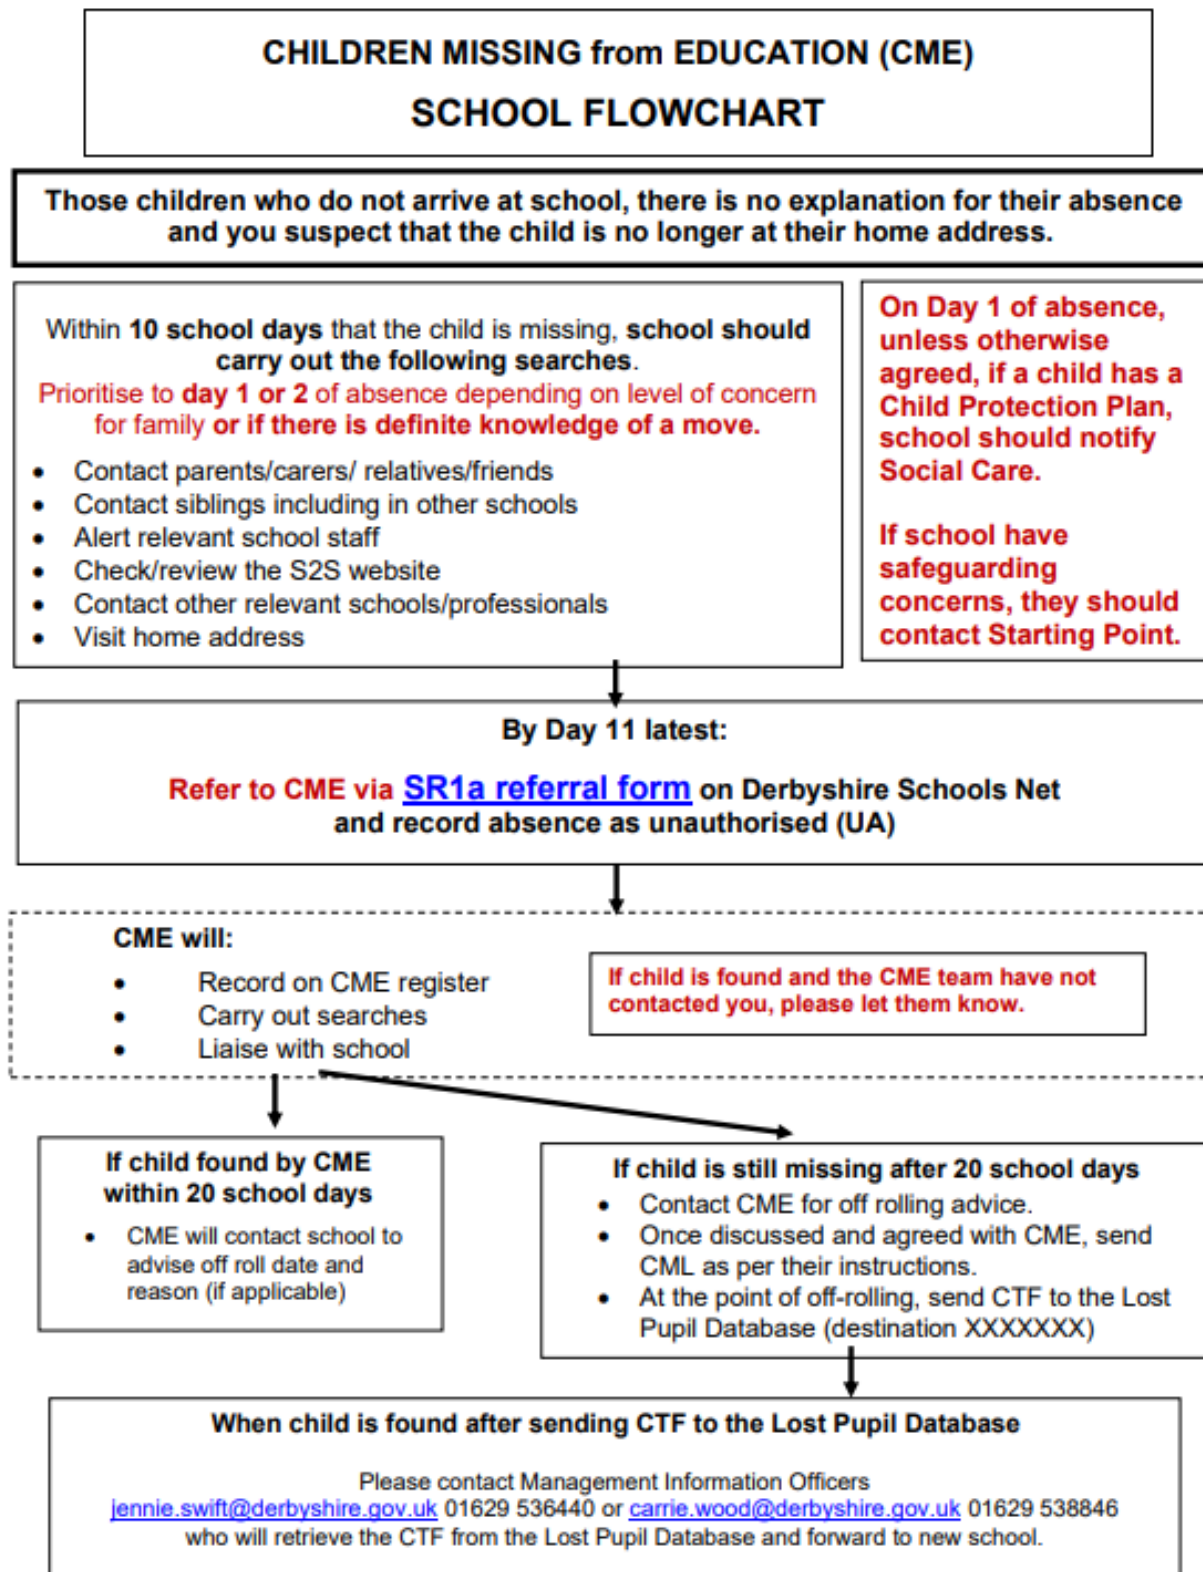 CHILDREN MISSING from EDUCATION (CME)
SCHOOL FLOWCHART
Those children who do not arrive at school, there is no explanation for their absence
and you suspect that the child is no longer at their home address.
Within 10 school days that the child is missing, school should
carry out the following searches.
Prioritise to day 1 or 2 of absence depending on level of concern
for family or if there is definite knowledge of a move.
• Contact parents/carers/ relatives/friends
• Contact siblings including in other schools
• Alert relevant school staff
• Check/review the S2S website
• Contact other relevant schools/professionals
• Visit home address
On Day 1 of absence,
unless otherwise
agreed, if a child has a
Child Protection Plan,
school should notify
Social Care.
If school have
safeguarding
concerns, they should
contact Starting Point.
By Day 11 latest:
Refer to CME via SR1a referral form on Derbyshire Schools Net
and record absence as unauthorised (UA)
CME will:
• Record on CME register
• Carry out searches
• Liaise with school
If child is found and the CME team have not
contacted you, please let them know.
If child found by CME
within 20 school days
• CME will contact school to
advise off roll date and
reason (if applicable)
If child is still missing after 20 school days
• Contact CME for off rolling advice.
• Once discussed and agreed with CME, send
CML as per their instructions.
• At the point of off-rolling, send CTF to the Lost
Pupil Database (destination XXXXXXX)
When child is found after sending CTF to the Lost Pupil Database
Please contact Management Information Officers
jennie.swift@derbyshire.gov.uk 01629 536440 or carrie.wood@derbyshire.gov.uk 01629 538846
who will retrieve the CTF from the Lost Pupil Database and forward to new school.